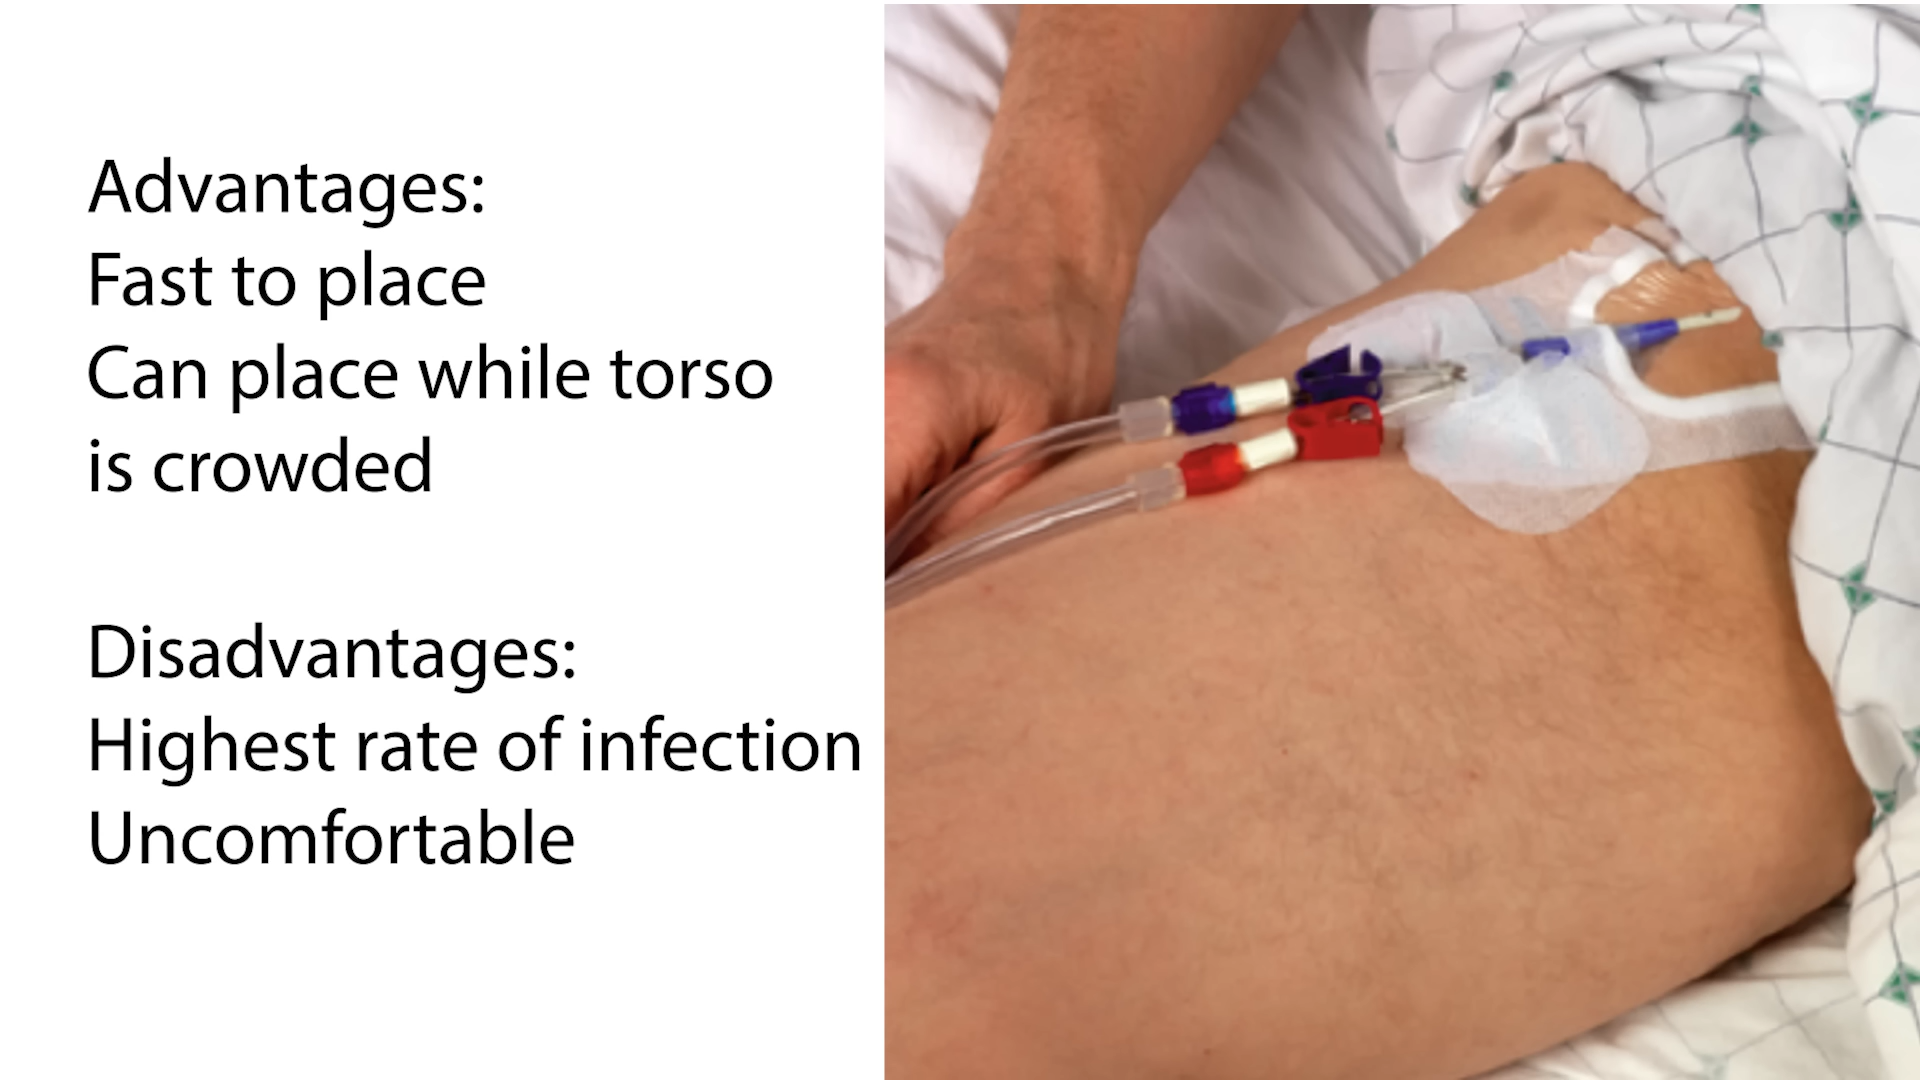 Advantages:
Fast to place
Can place while torso
is crowded
Disadvantages:
Highest rate of infection
Uncomfortable